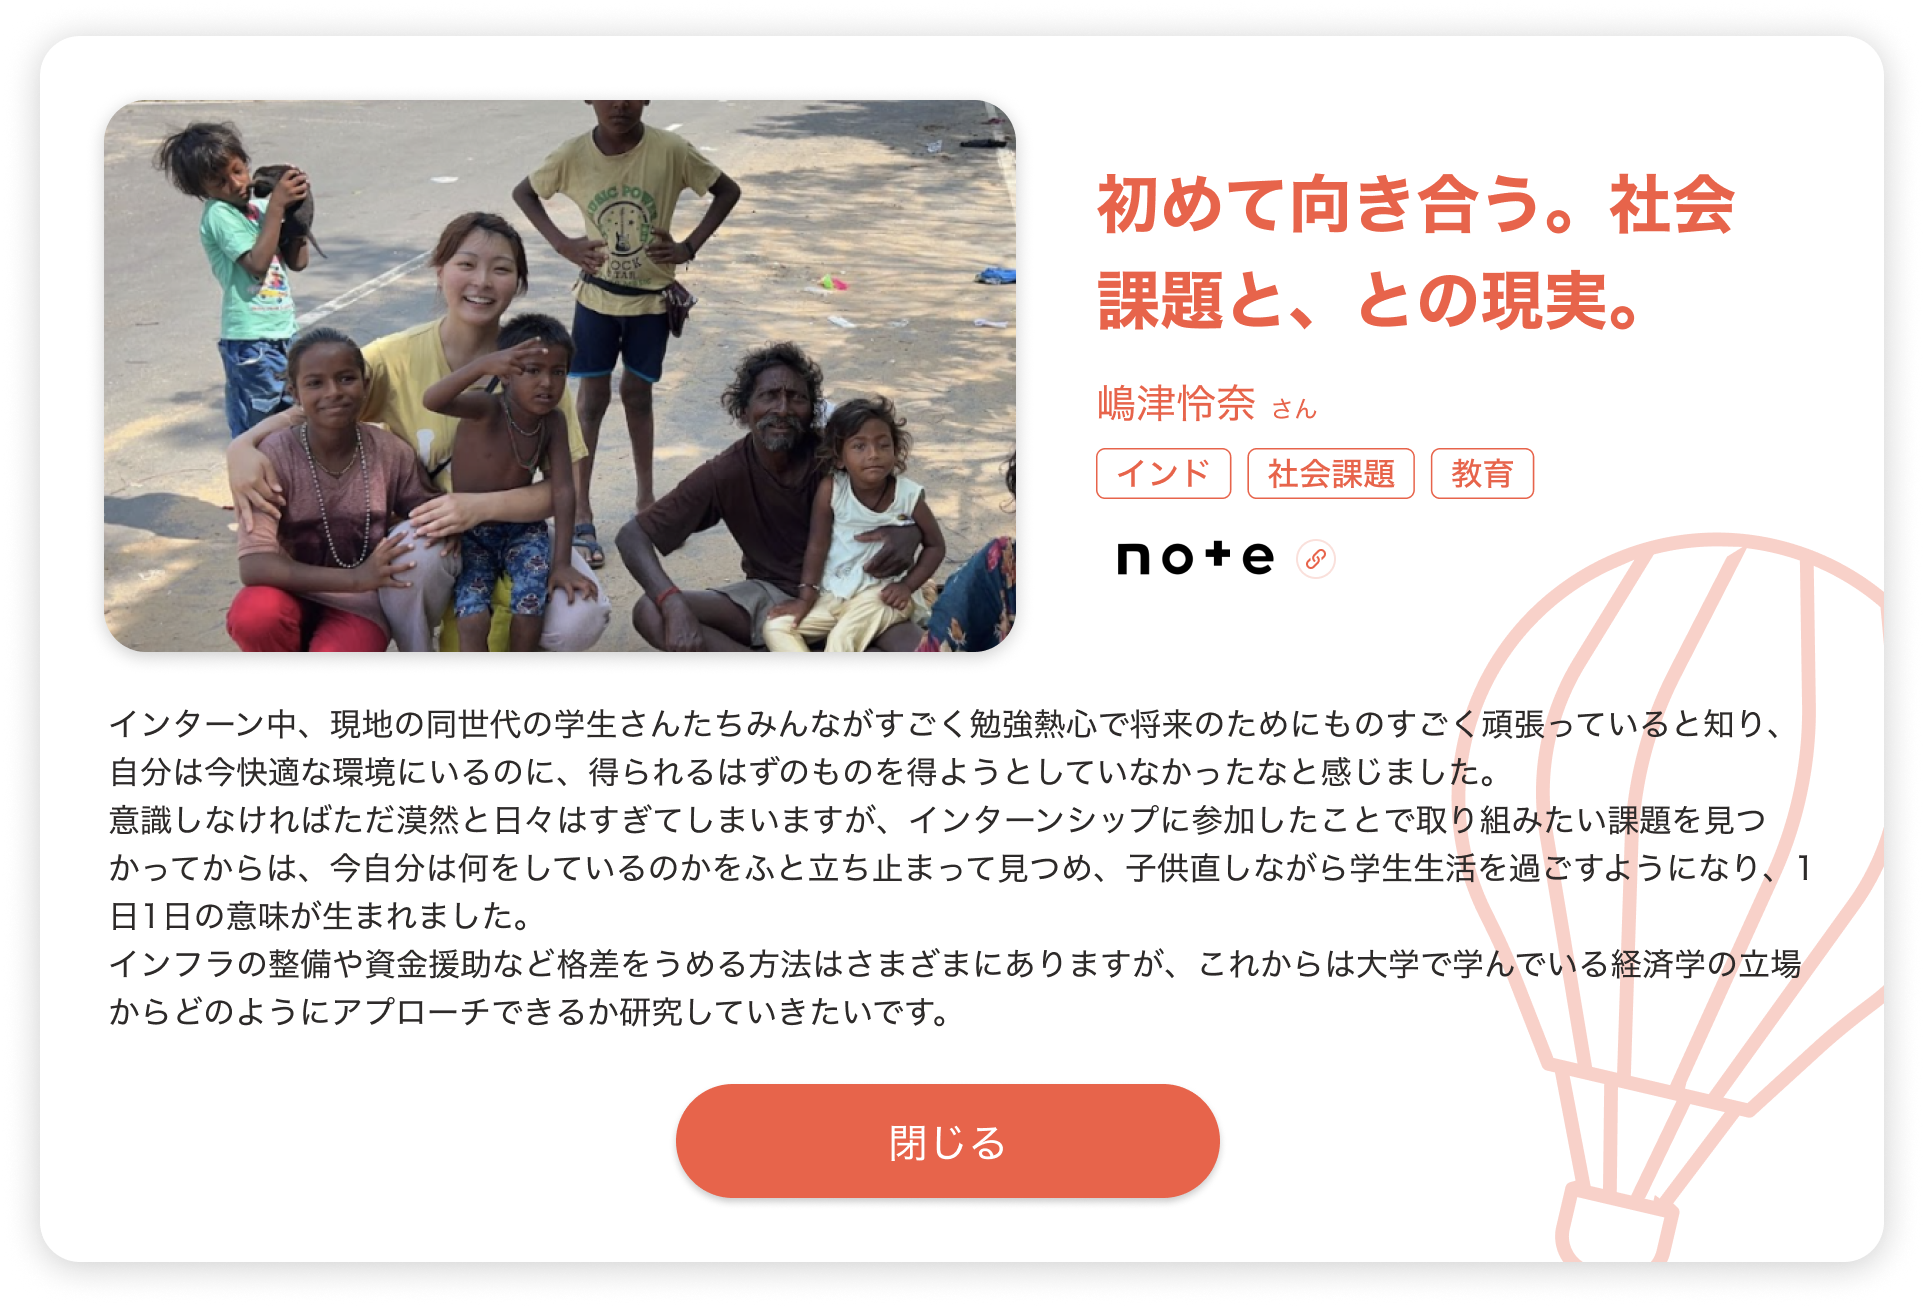 MUSIC POWER
ROCK
STAR
初めて向き合う。社会
課題と、との現実。
嶋津怜奈 さん
インド 社会課題 教育
note
インターン中、現地の同世代の学生さんたちみんながすごく勉強熱心で将来のためにものすごく頑張っていると知り、
自分は今快適な環境にいるのに、得られるはずのものを得ようとしていなかったなと感じました。
意識しなければただ漠然と日々はすぎてしまいますが、インターンシップに参加したことで取り組みたい課題を見つ
かってからは、今自分は何をしているのかをふと立ち止まって見つめ、子供直しながら学生生活を過ごすようになり、1
日1日の意味が生まれました。
インフラの整備や資金援助など格差をうめる方法はさまざまにありますが、これからは大学で学んでいる経済学の立場
からどのようにアプローチできるか研究していきたいです。
閉じる